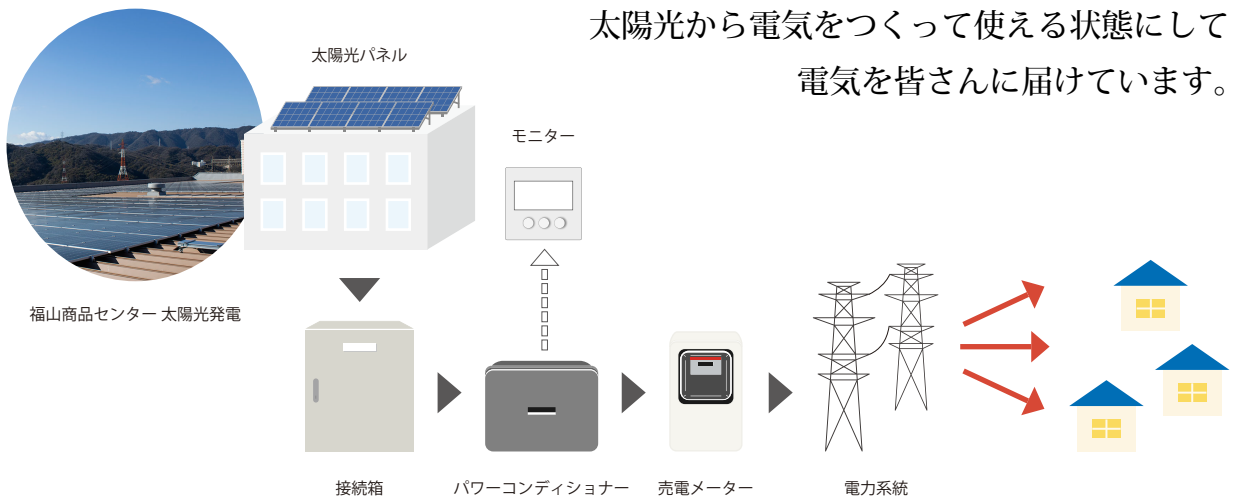 太陽光から電気をつくって使える状態にして
電気を皆さんに届けています。
太陽光パネル
モニター
福山商品センター 太陽光発電
接続箱
パワーコンディショナー
売電メーター
電力系統